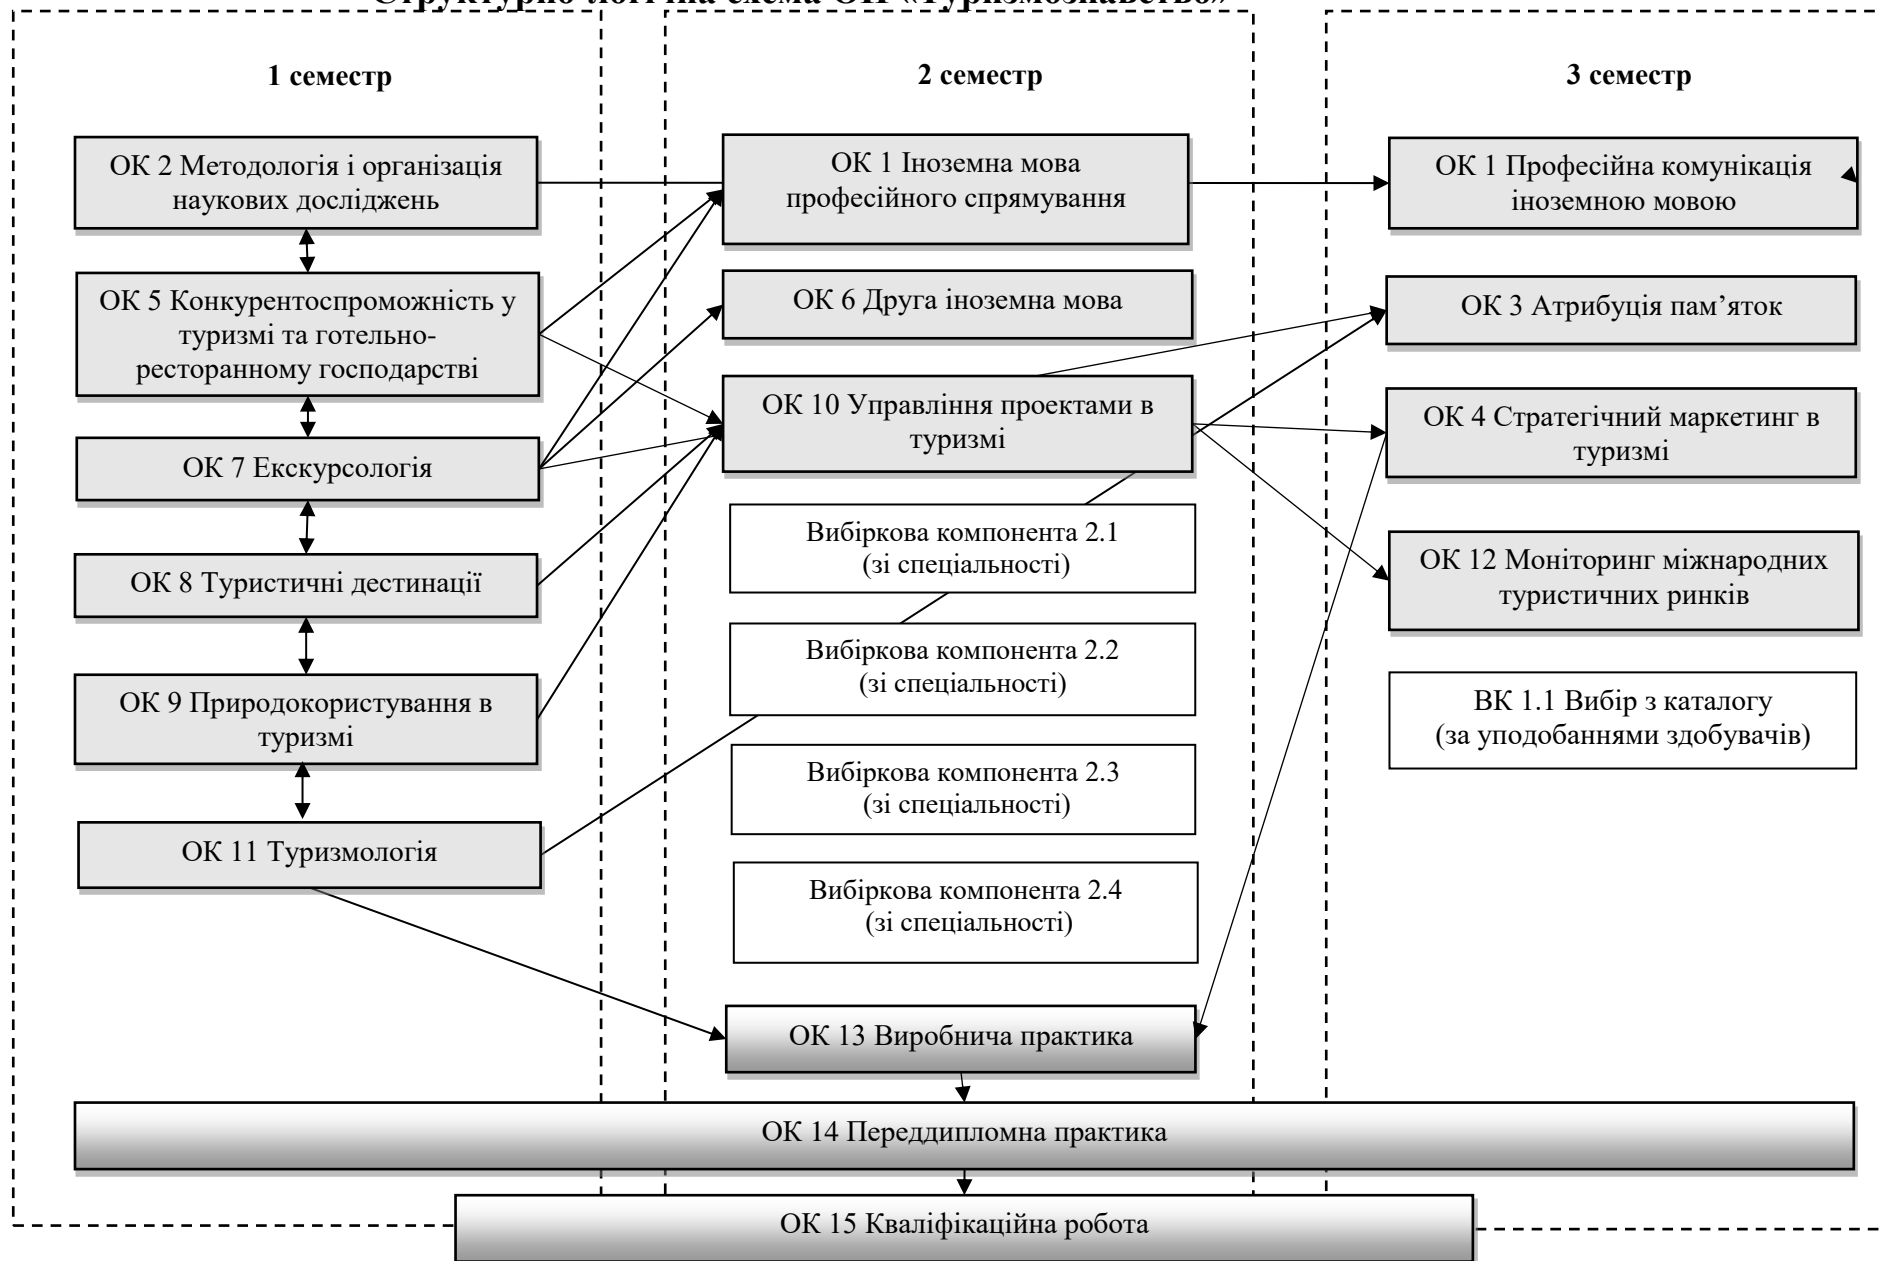 Структурно-логічна схема ОП «Туризмознавство»
1 семестр
ОК 2 Методологія і організація
наукових досліджень
ОК 5 Конкурентоспроможність у
туризмі та готельно-
ресторанному господарстві
ОК 7 Екскурсологія
ОК 8 Туристичні дестинації
ОК 9 Природокористування в
туризмі
ОК 11 Туризмологія
2 семестр
ОК 1 Іноземна мова
професійного спрямування
ОК 6 Друга іноземна мова
ОК 10 Управління проектами в
туризмі
Вибіркова компонента 2.1
(зі спеціальності)
Вибіркова компонента 2.2
(зі спеціальності)
Вибіркова компонента 2.3
(зі спеціальності)
Вибіркова компонента 2.4
(зі спеціальності)
ОК 13 Виробнича практика
3 семестр
ОК 1 Професійна комунікація
іноземною мовою
ОК 3 Атрибуція пам’яток
ОК 4 Стратегічний маркетинг в
туризмі
ОК 12 Моніторинг міжнародних
туристичних ринків
ВК 1.1 Вибір з каталогу
(за уподобаннями здобувачів)
ОК 14 Переддипломна практика
ОК 15 Кваліфікаційна робота